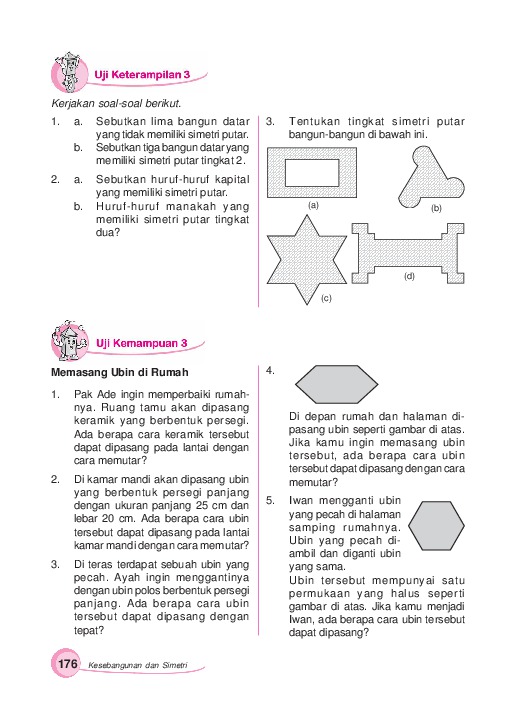 Uji Keterampilan 3
Kerjakan soal-soal berikut.
1. a. Sebutkan lima bangun datar
yang tidak memiliki simetri putar.
b. Sebutkan tiga bangun datar yang
memiliki simetri putar tingkat 2.
2. a. Sebutkan huruf-huruf kapital
yang memiliki simetri putar.
b. Huruf-huruf manakah yang
memiliki simetri putar tingkat
dua?
3. Tentukan tingkat simetri putar
bangun-bangun di bawah ini.
(a)
(b)
(d)
(c)
Uji Kemampuan 3
Memasang Ubin di Rumah
1. Pak Ade ingin memperbaiki rumah-
nya. Ruang tamu akan dipasang
keramik yang berbentuk persegi.
Ada berapa cara keramik tersebut
dapat dipasang pada lantai dengan
cara memutar?
2. Di kamar mandi akan dipasang ubin
yang berbentuk persegi panjang
dengan ukuran panjang 25 cm dan
lebar 20 cm. Ada berapa cara ubin
tersebut dapat dipasang pada lantai
kamar mandi dengan cara memutar?
3. Di teras terdapat sebuah ubin yang
pecah. Ayah ingin menggantinya
dengan ubin polos berbentuk persegi
panjang. Ada berapa cara ubin
tersebut dapat dipasang dengan
tepat?
4.
Di depan rumah dan halaman di-
pasang ubin seperti gambar di atas.
Jika kamu ingin memasang ubin
tersebut, ada berapa cara ubin
tersebut dapat dipasang dengan cara
memutar?
5. Iwan mengganti ubin
yang pecah di halaman
samping rumahnya.
Ubin yang pecah di-
ambil dan diganti ubin
yang sama.
Ubin tersebut mempunyai satu
permukaan yang halus seperti
gambar di atas. Jika kamu menjadi
Iwan, ada berapa cara ubin tersebut
dapat dipasang?
176 Kesebangunan dan Simetri